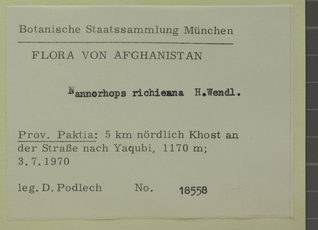 Botanische Staatssammlung München
FLORA VON AFGHANISTAN
Nannorhops richieana H.Wendl.
Prov. Paktia: 5 km nördlich Khost an
der Straße nach Yaqubi, 1170 m;
3.7.1970
leg. D. Podlech No. 18558